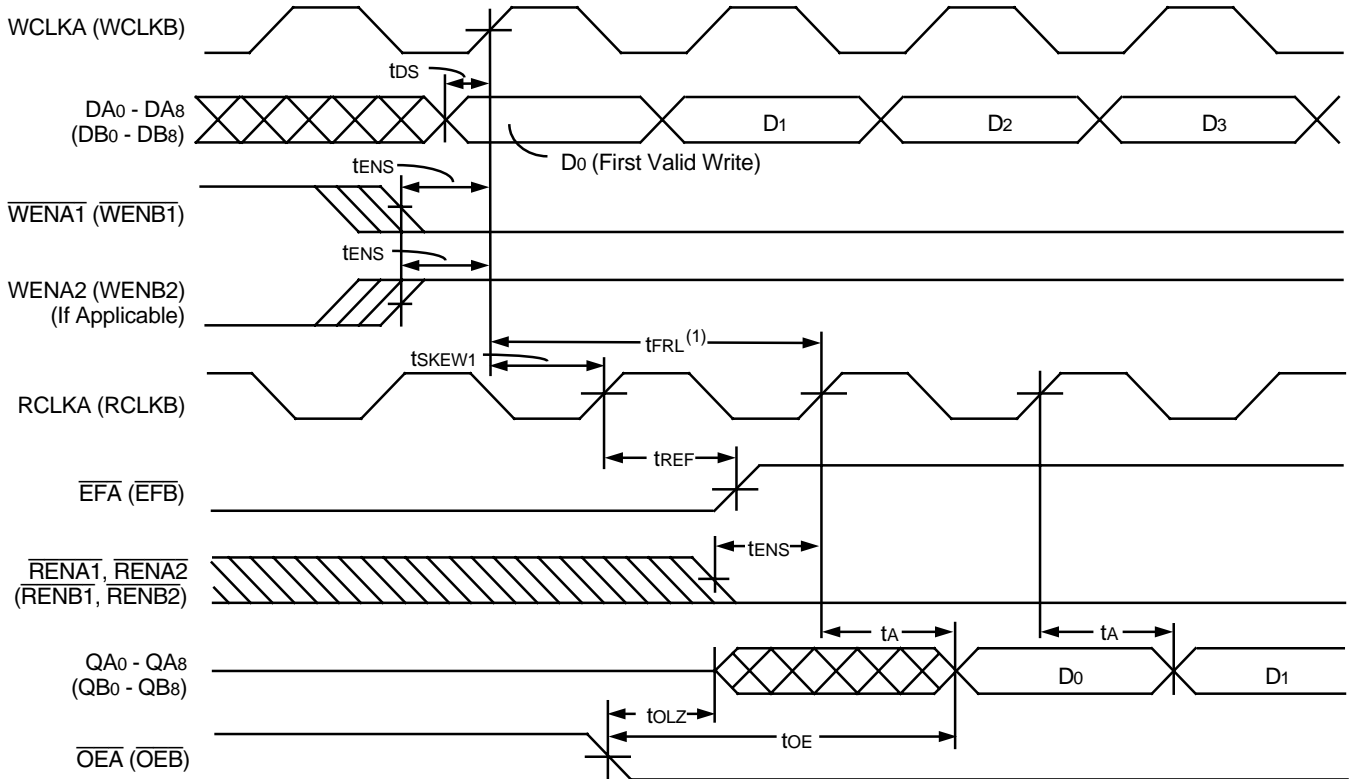 WCLKA (WCLKB)
tDS
DA0 - DA8
(DB0 - DB8)
D1
D2
D3
D0 (First Valid Write)
tENS
WENA1 (WENB1)
tENS
WENA2 (WENB2)
(If Applicable)
tFRL(1)
tSKEW1
RCLKA (RCLKB)
tREF
EFA (EFB)
tENS
RENA1, RENA2
(RENB1, RENB2)
tA
tA
QA0 - QA8
(QB0 - QB8)
D0
D1
tOLZ
tOE
OEA (OEB)